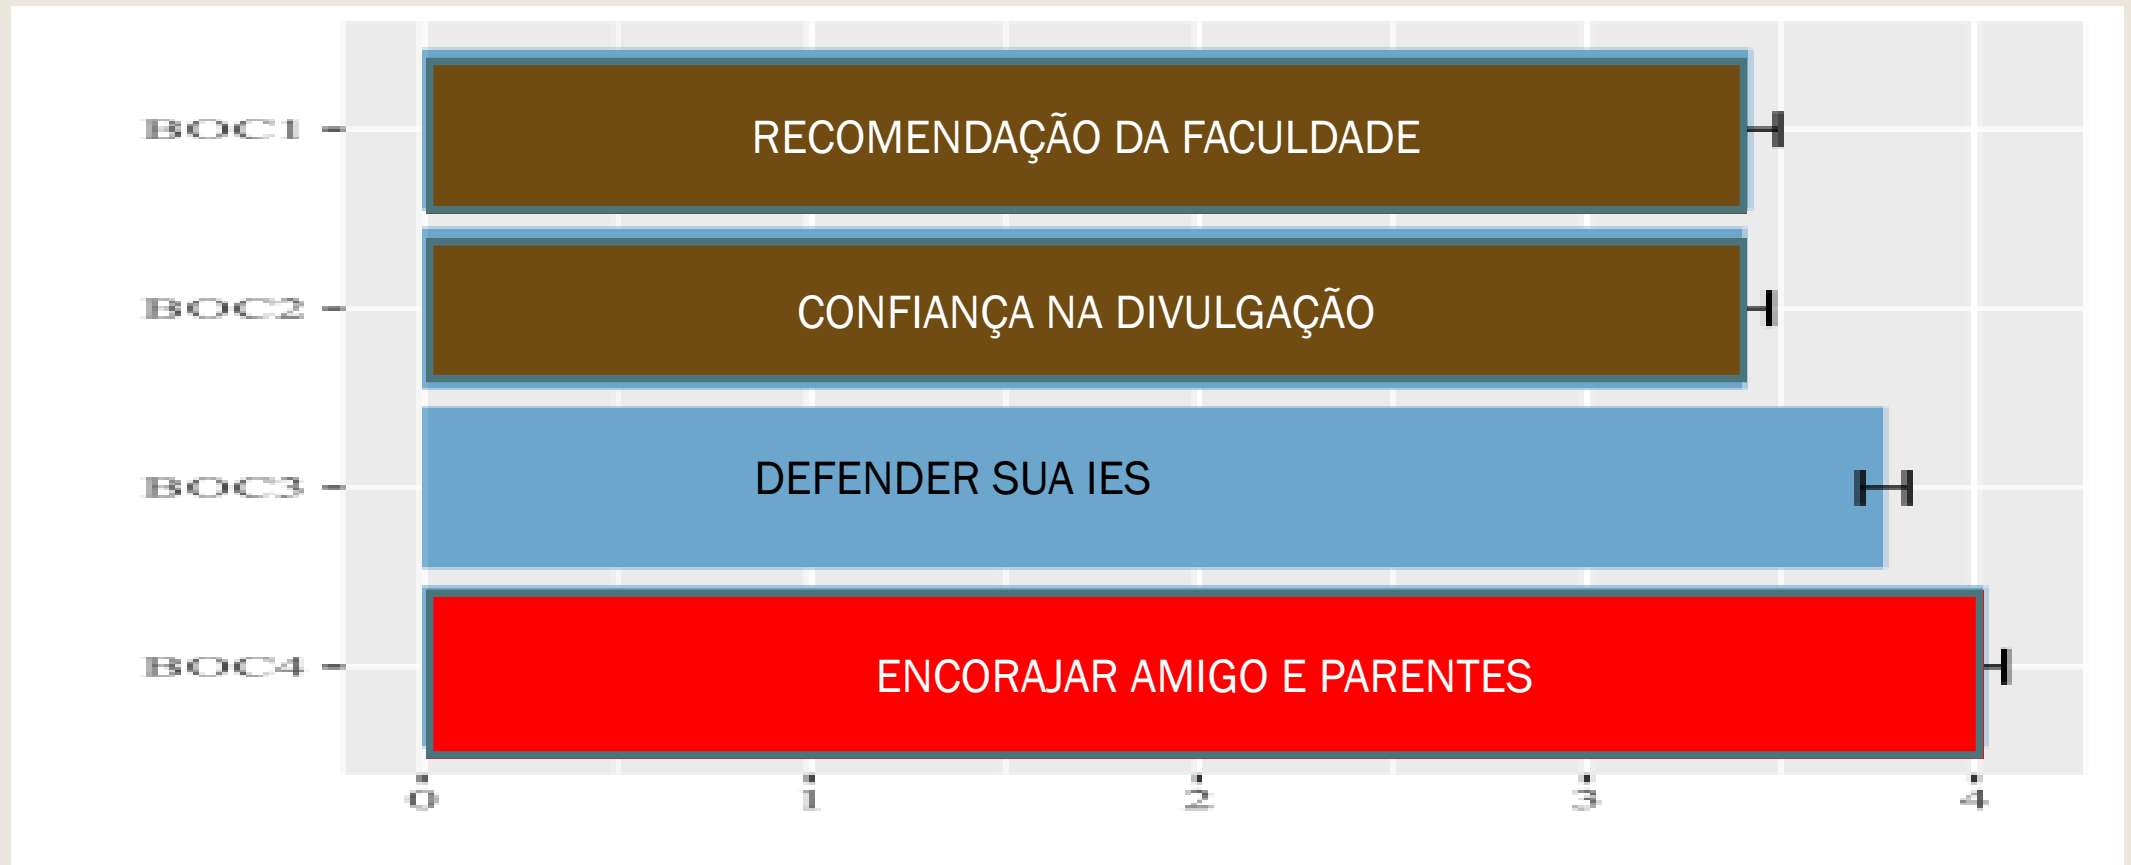 BOC1
RECOMENDAÇÃO DA FACULDADE
BOC2
CONFIANÇA NA DIVULGAÇÃO
BOC3
DEFENDER SUA IES
BOC4
ENCORAJAR AMIGO E PARENTES
0 1 2 3 4